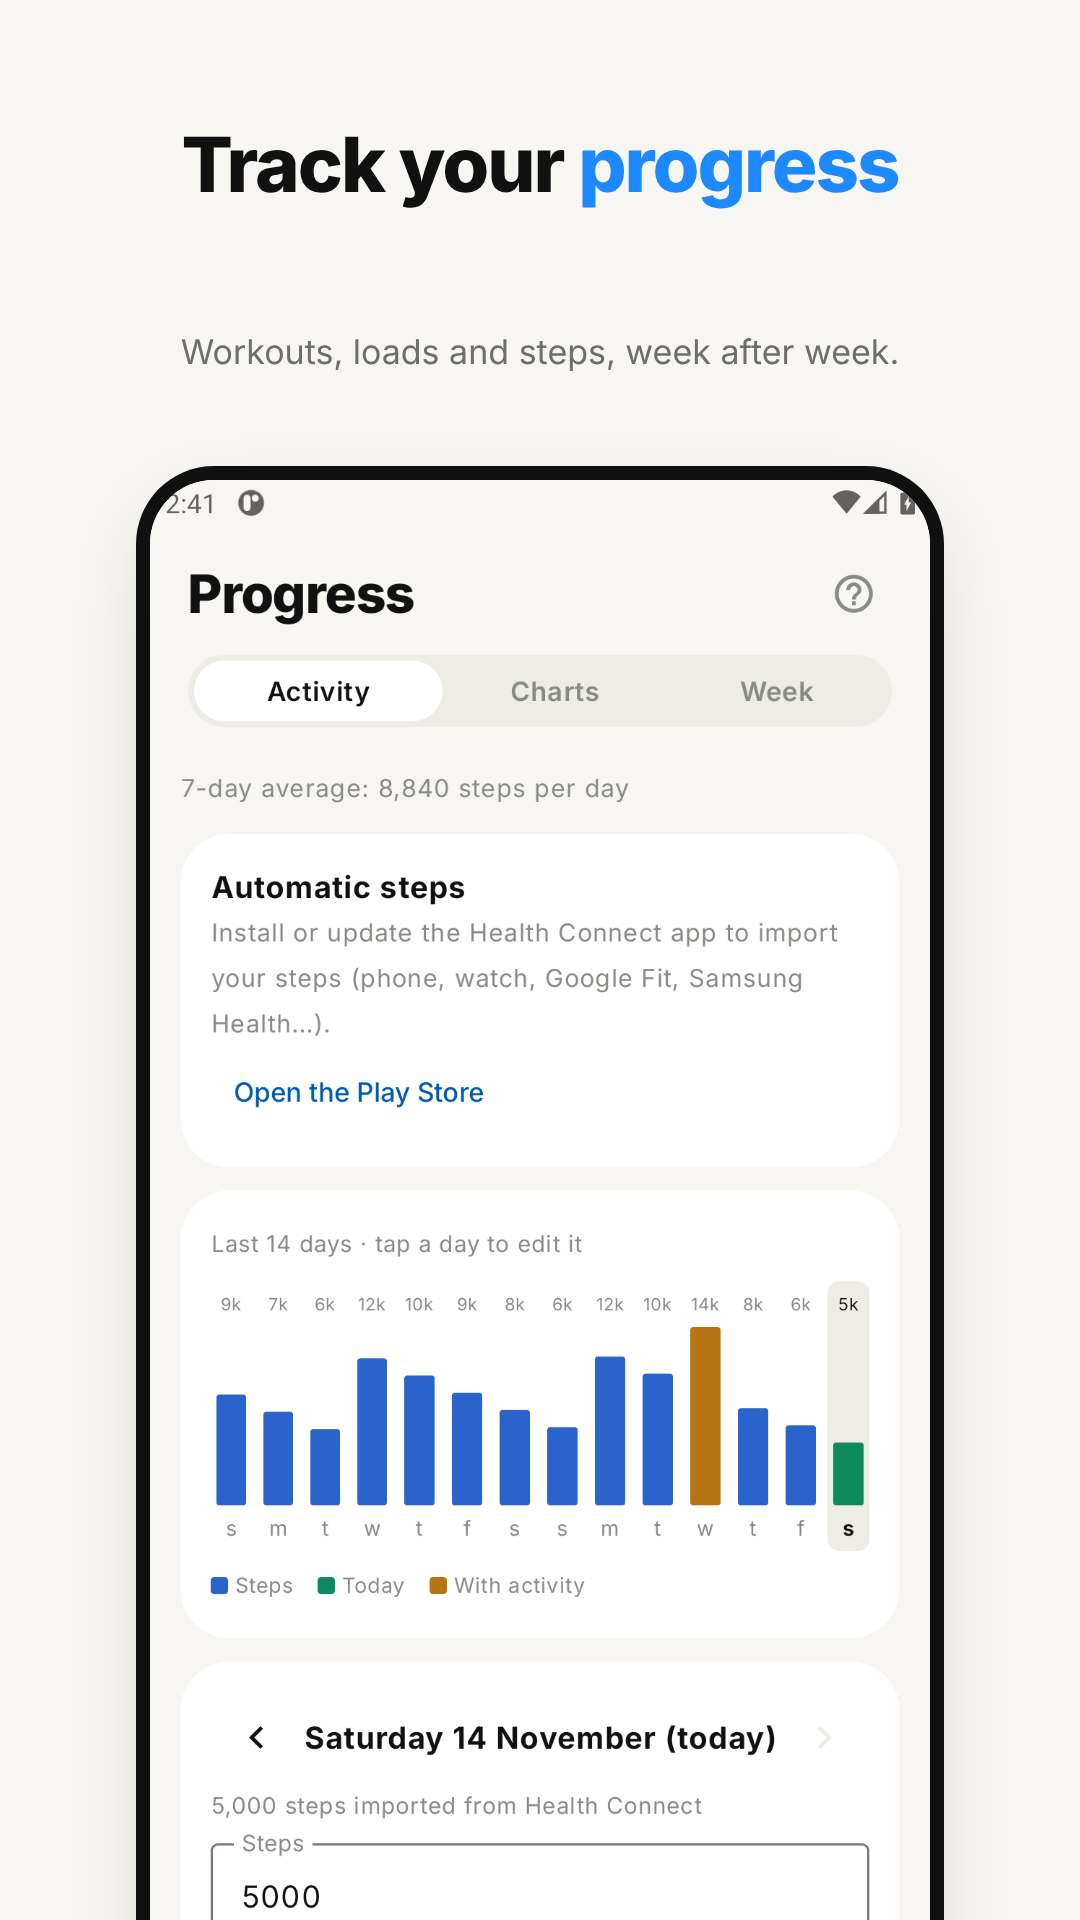 Track your progress
Workouts, loads and steps, week after week.
2:41
Progress
Activity Charts Week
7-day average: 8,840 steps per day
Automatic steps
Install or update the Health Connect app to import
your steps (phone, watch, Google Fit, Samsung
Health...).
Open the Play Store
Last 14 days · tap a day to edit it
9k 7k 6k 12k 10k 9k 8k 6k 12k 10k 14k 8k 6k 5k
s m t w t f s s m t w t f s
Steps Today With activity
Saturday 14 November (today)
5,000 steps imported from Health Connect
Steps
5000